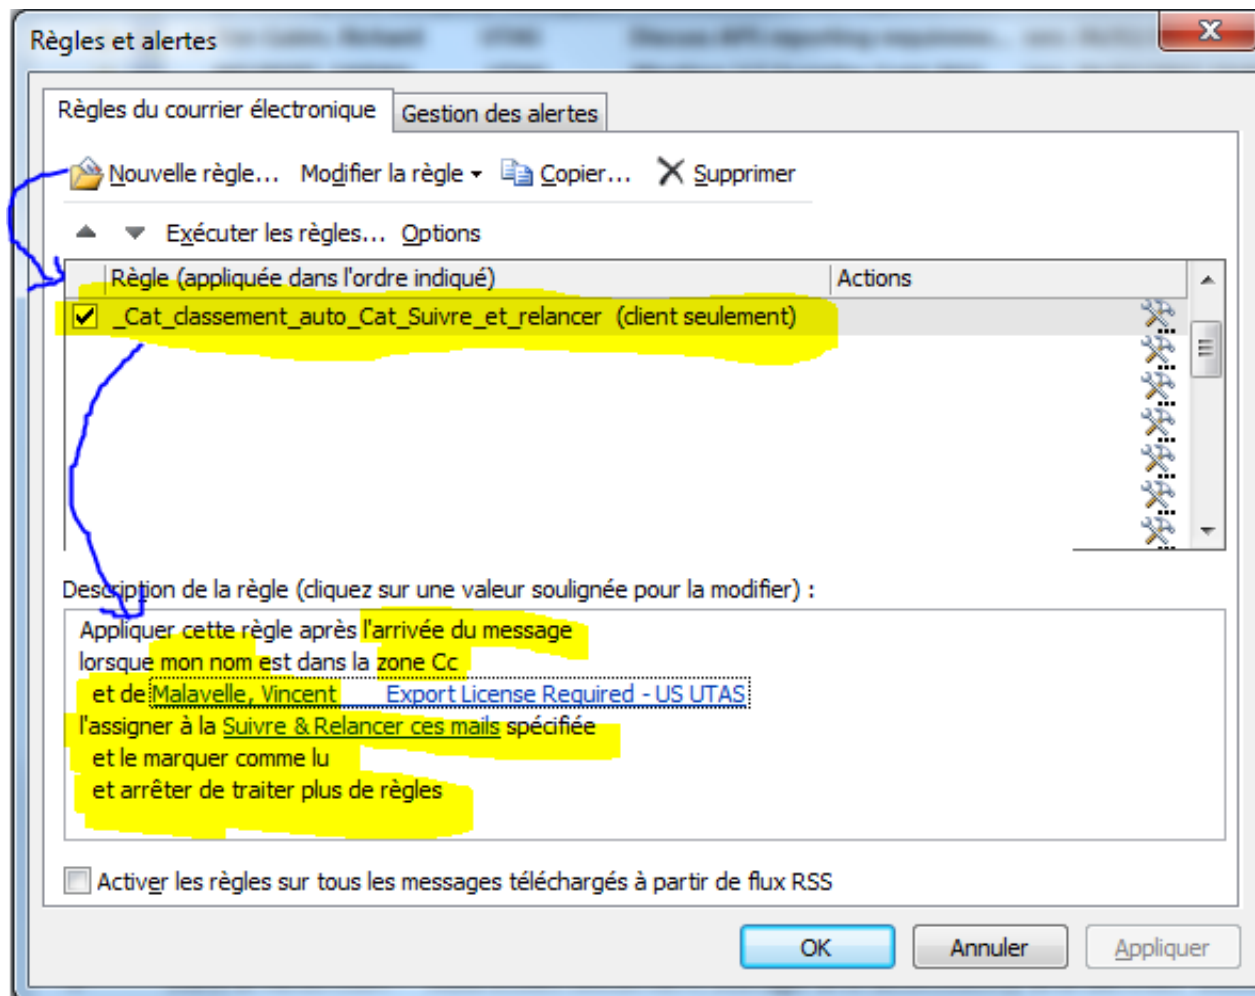 Règles et alertes
Règles du courrier électronique Gestion des alertes
Nouvelle règle... Modifier la règle Copier... Supprimer
Exécuter les règles... Options
Règle (appliquée dans l'ordre indiqué) Actions
_Cat_classement_auto_Cat_Suivre_et_relancer (client seulement)
Description de la règle (cliquez sur une valeur soulignée pour la modifier) :
Appliquer cette règle après l'arrivée du message
lorsque mon nom est dans la zone Cc
et de Malavelle, Vincent Export License Required - US UTAS
l'assigner à la Suivre & Relancer ces mails spécifiée
et le marquer comme lu
et arrêter de traiter plus de règles
Activer les règles sur tous les messages téléchargés à partir de flux RSS
OK Annuler Appliquer